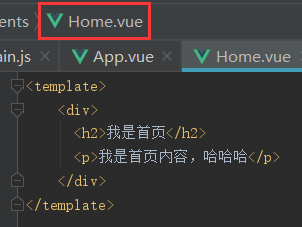 ents Home.vue
ain.js × App.vue × Home.vue
<template>
<div>
<h2>我是首页</h2>
<p>我是首页内容，哈哈哈</p>
</div>
</template>